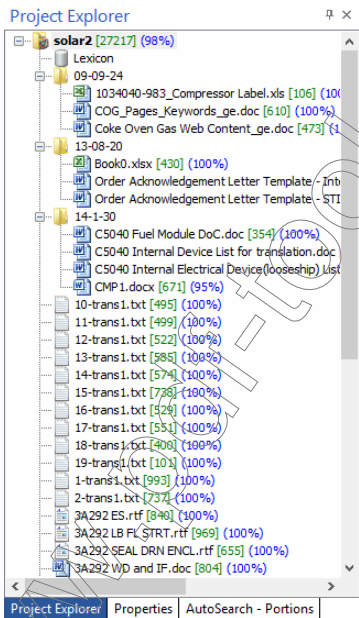 Project Explorer
solar2 [27217] (98%)
Lexicon
09-09-24
1034040-983_Compressor Label.xls [106] (100
COG_Pages_Keywords_ge.doc [610] (100%)
Coke Oven Gas Web Content_ge.doc [473] (1
13-08-20
Book0.xlsx [430] (100%)
Order Acknowledgement Letter Template - Inte
Order Acknowledgement Letter Template - STI
14-1-30
C5040 Fuel Module DoC.doc [354] (100%)
C5040 Internal Device List for translation.doc
C5040 Internal Electrical Device(looseship) List
CMP1.docx [671] (95%)
10-trans1.txt [495] (100%)
11-trans1.txt [499] (100%)
12-trans1.txt [522] (100%)
13-trans1.txt [585] (100%)
14-trans1.txt [574] (100%)
15-trans1.txt [738] (100%)
16-trans1.txt [529] (100%)
17-trans1.txt [551] (100%)
18-trans1.txt [400] (100%)
19-trans1.txt [101] (100%)
1-trans1.txt [993] (100%)
2-trans1.txt [737] (100%)
3A292 ES.rtf [840] (100%)
3A292 LB FL STRT.rtf [969] (100%)
3A292 SEAL DRN ENCL.rtf [655] (100%)
3A292 WD and IF.doc [804] (100%)
Project Explorer Properties AutoSearch - Portions